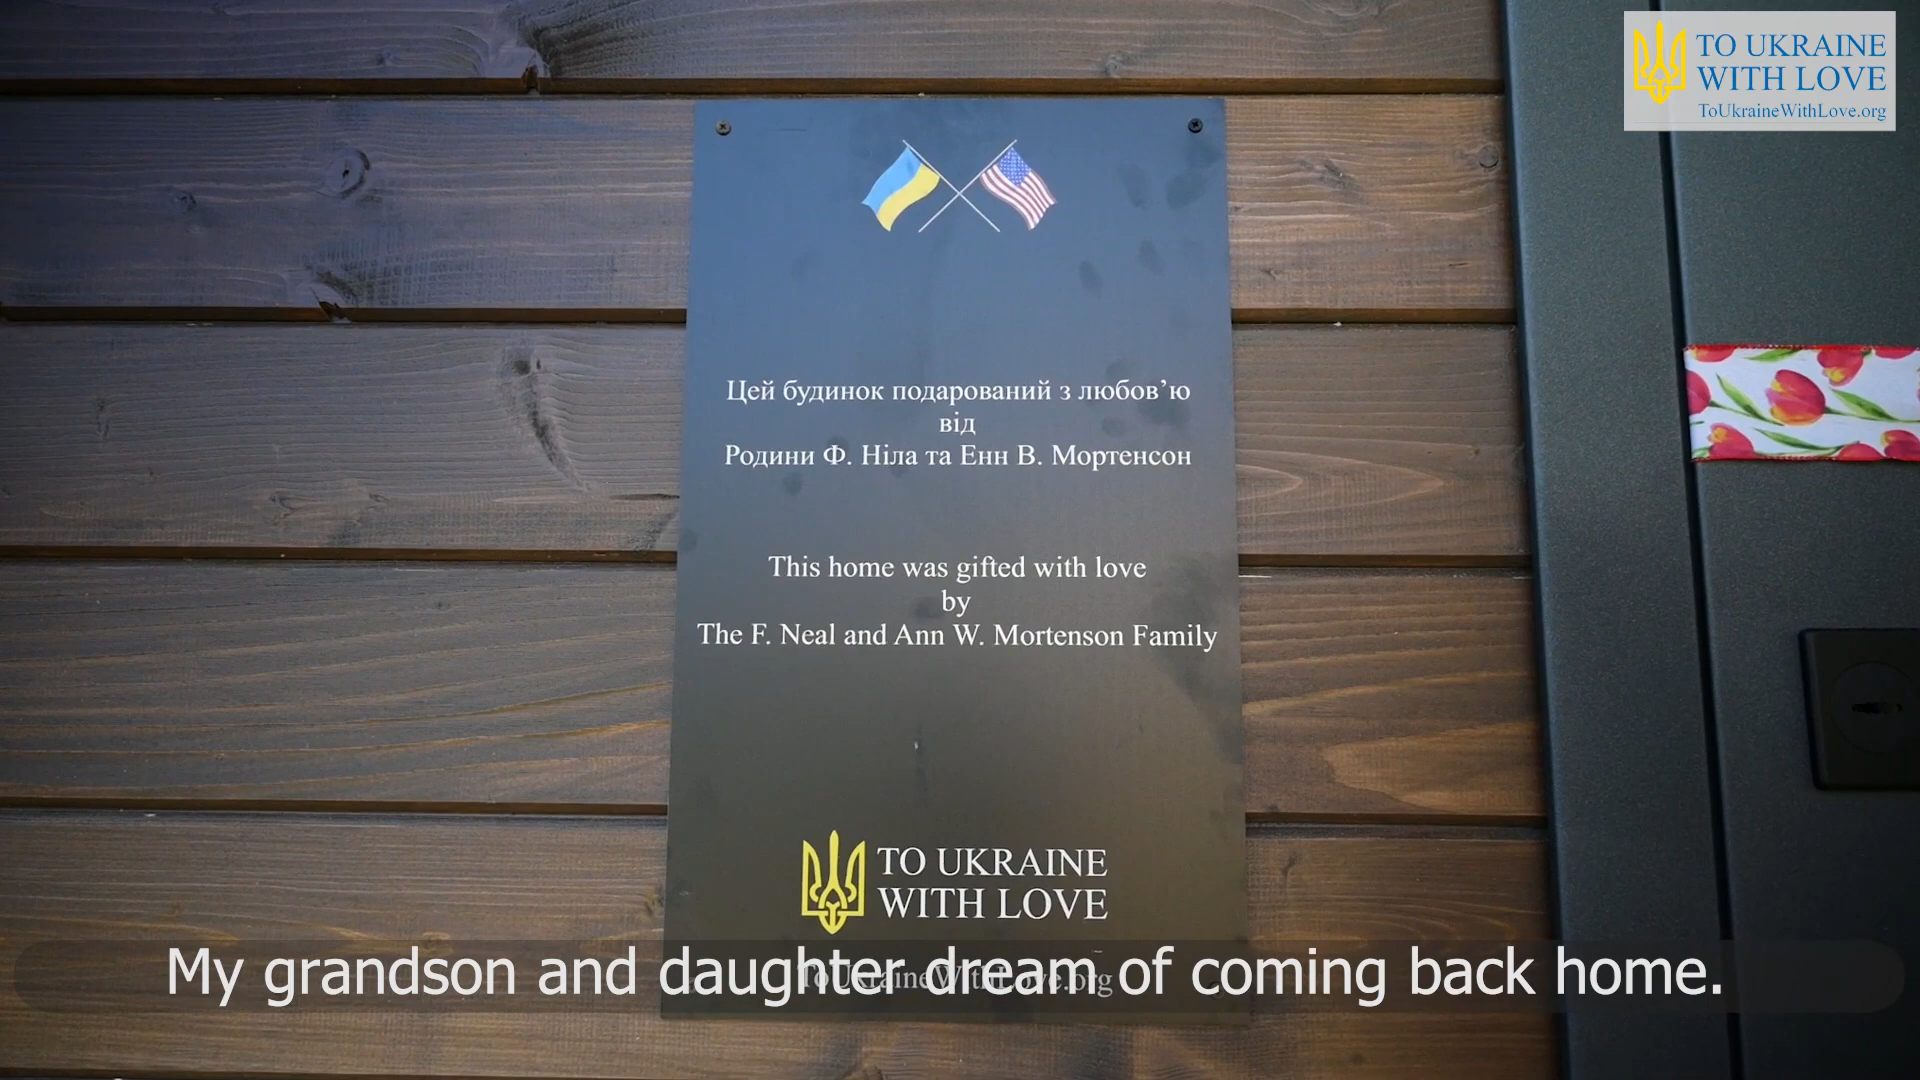 TO UKRAINE
WITH LOVE
ToUkraineWithLove.org
Цей будинок подарований з любов’ю
від
Родини Ф. Ніла та Енн В. Мортенсон
This home was gifted with love
by
The F. Neal and Ann W. Mortenson Family
TO UKRAINE
WITH LOVE
ToUkraineWithLove.org
My grandson and daughter dream of coming back home.